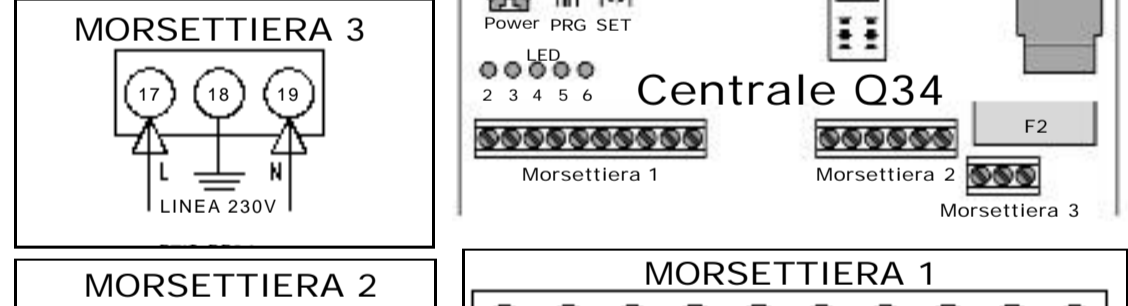 MORSETTIERA 3
17 18 19
L N
LINEA 230V
Power PRG SET
LED
2 3 4 5 6
Centrale Q34
F2
Morsettiera 1
Morsettiera 2
Morsettiera 3
MORSETTIERA 2
MORSETTIERA 1